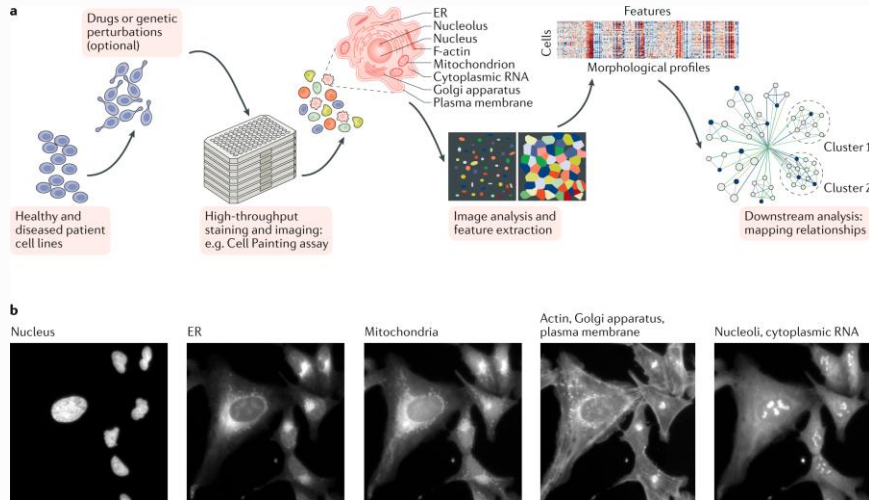 a
Drugs or genetic
perturbations
(optional)
ER
Nucleolus
Nucleus
F-actin
Mitochondrion
Cytoplasmic RNA
Golgi apparatus
Plasma membrane
Features
Cells
Morphological profiles
Cluster 1
Cluster 2
Healthy and
diseased patient
cell lines
High-throughput
staining and imaging:
e.g. Cell Painting assay
Image analysis and
feature extraction
Downstream analysis:
mapping relationships
b
Nucleus
ER
Mitochondria
Actin, Golgi apparatus,
plasma membrane
Nucleoli, cytoplasmic RNA